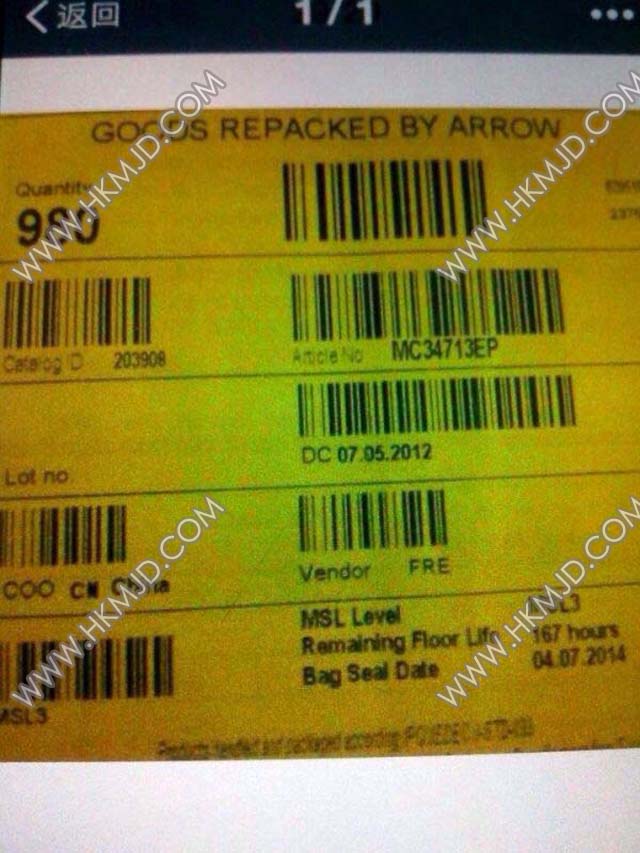 返回
1/1
GOODS REPACKED BY ARROW
Quantity
980
Catalog ID 203908
Article No MC34713EP
DC 07.05.2012
Lot no.
COO CN China
Vendor FRE
MSL Level MSL3
Remaining Floor Life 167 hours
Bag Seal Date 04.07.2014
MSL3
WWW.HKMJD.COM
WWW.HKMJD.COM
WWW.HKMJD.COM
WWW.HKMJD.COM